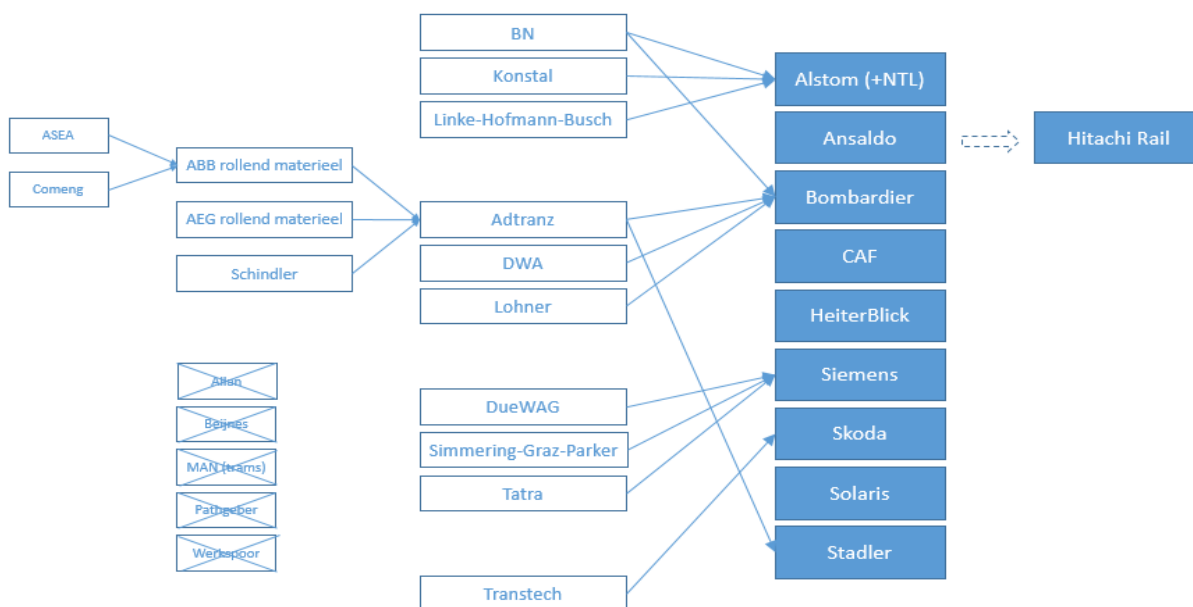 ASEA
Comeng
ABB rollend materieel
AEG rollend materieel
Schindler
Allan
Beijnes
MAN (trams)
Pathgeber
Werkspoor
BN
Konstal
Linke-Hofmann-Busch
Adtranz
DWA
Lohner
DueWAG
Simmering-Graz-Parker
Tatra
Transtech
Alstom (+NTL)
Ansaldo
Bombardier
CAF
HeiterBlick
Siemens
Skoda
Solaris
Stadler
Hitachi Rail